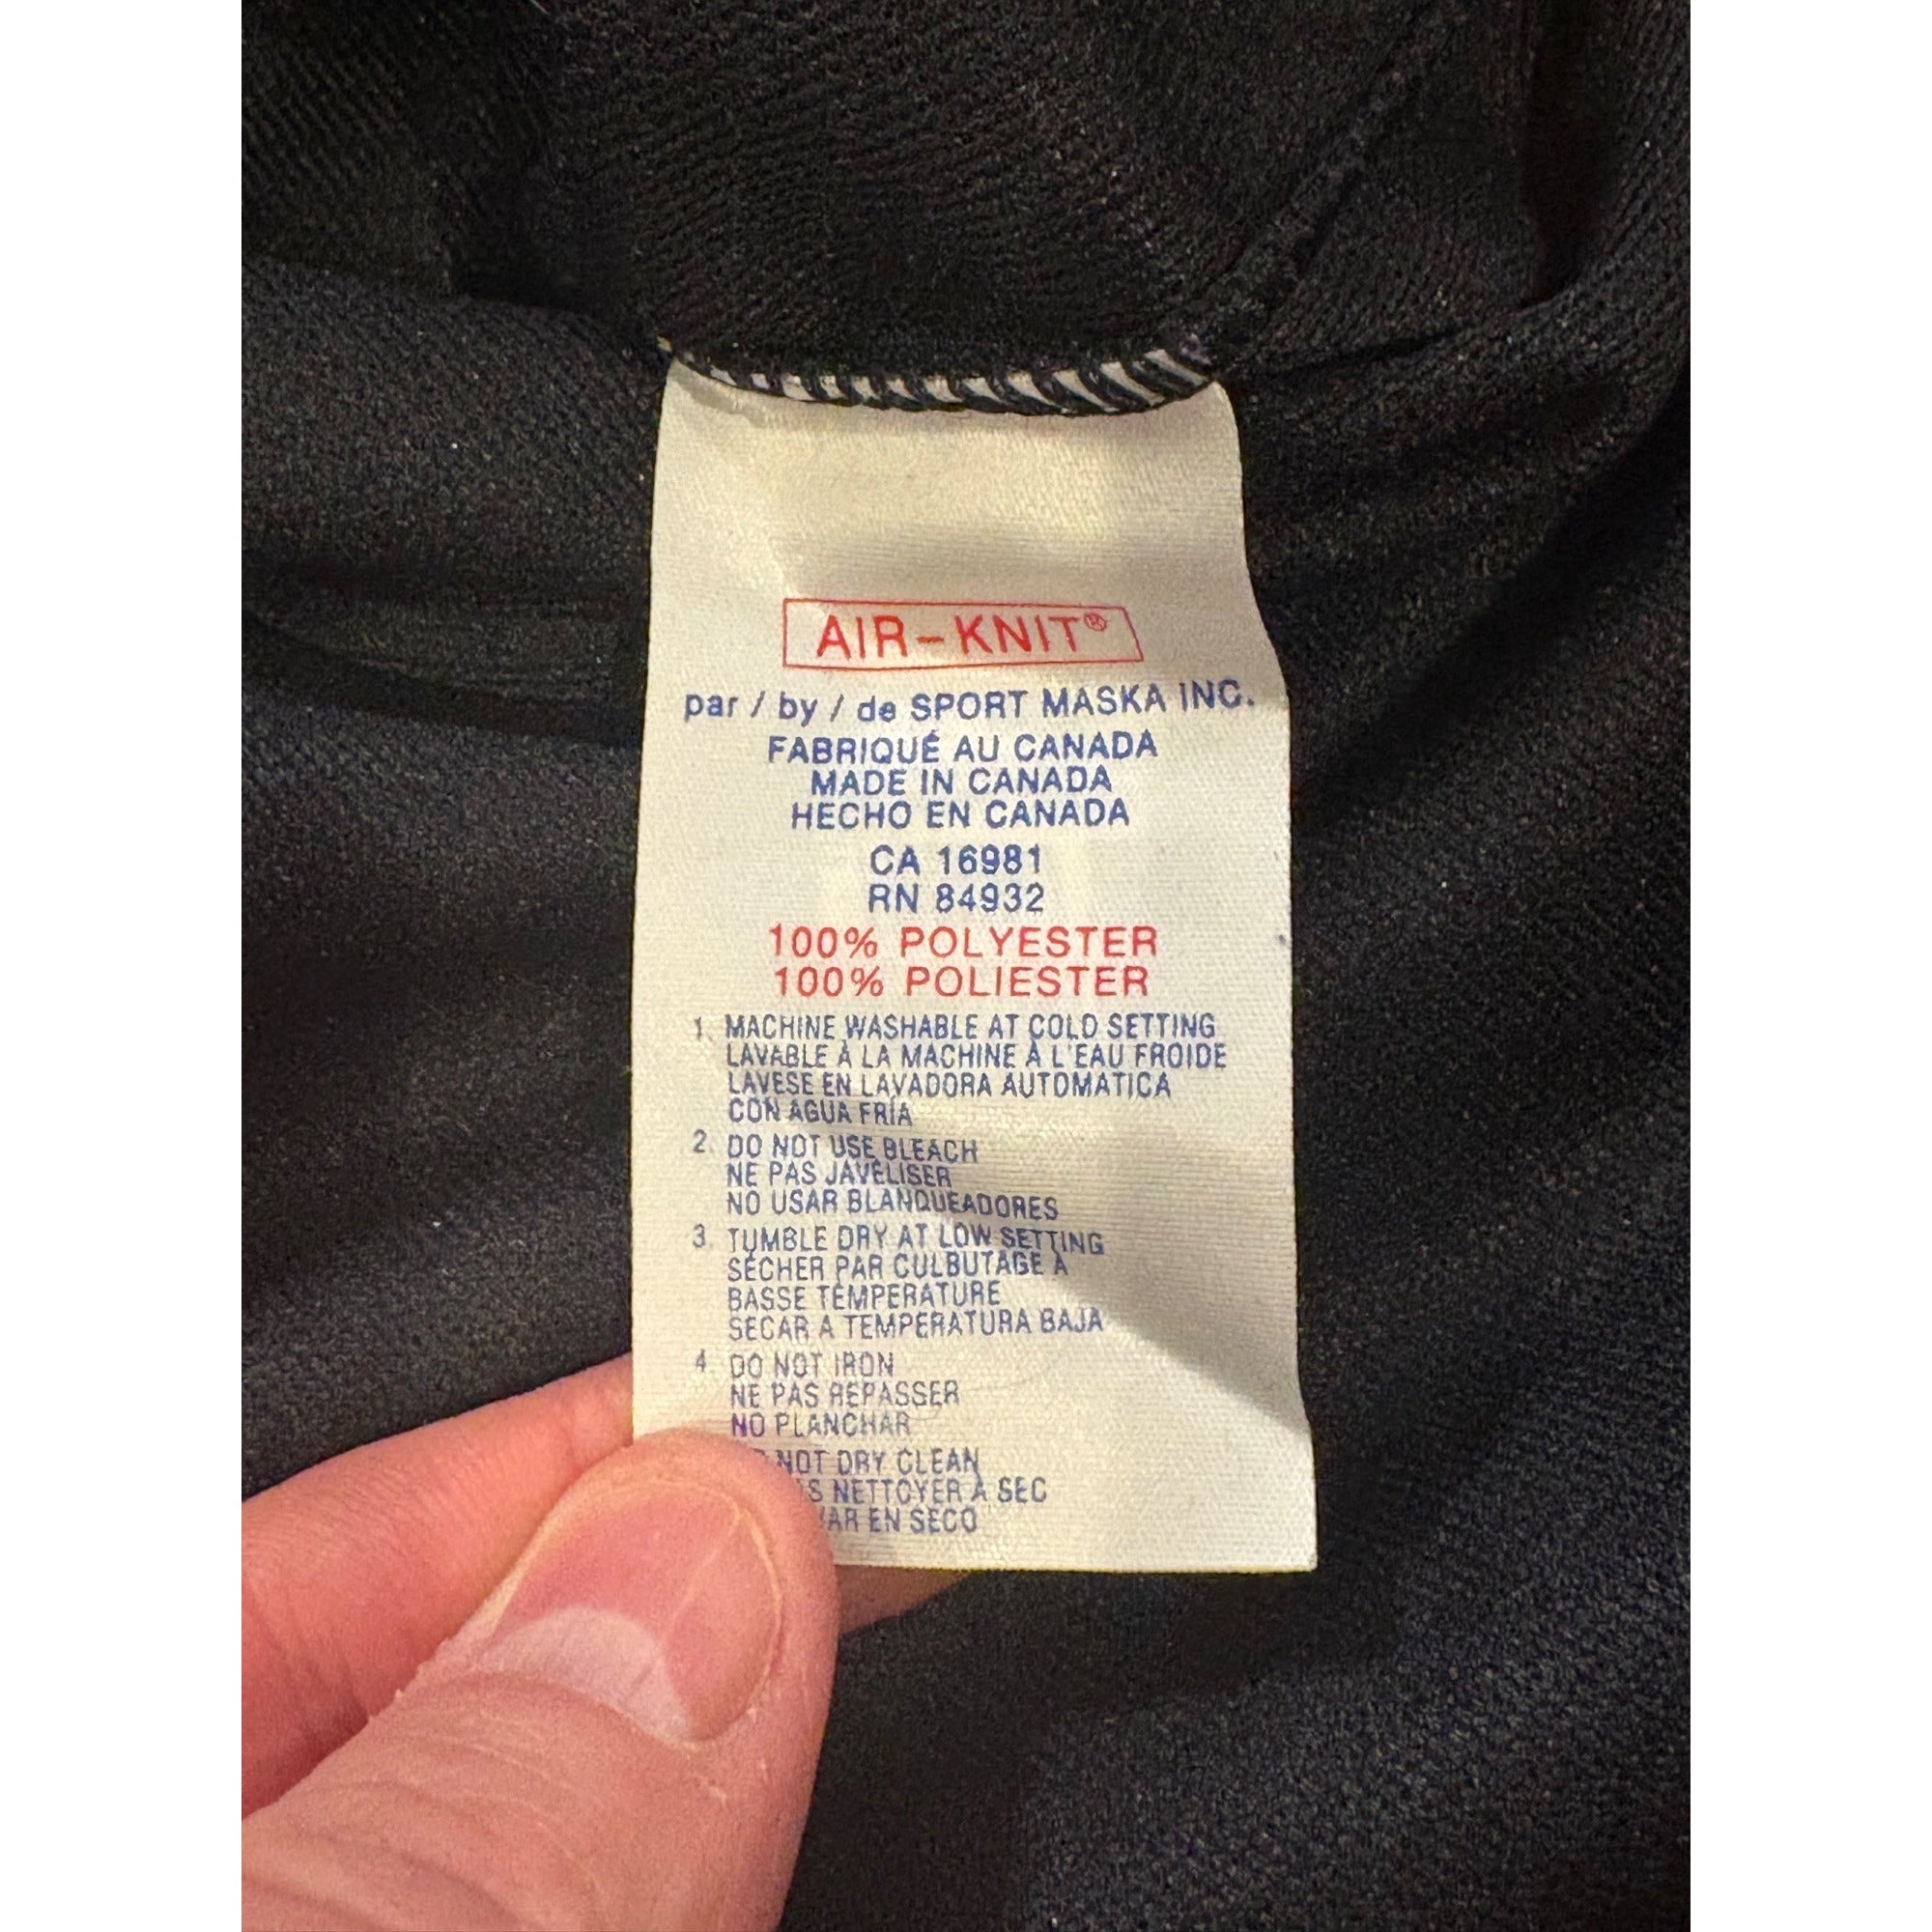 AIR-KNIT®
par / by / de SPORT MASKA INC.
FABRIQUÉ AU CANADA
MADE IN CANADA
HECHO EN CANADA
CA 16981
RN 84932
100% POLYESTER
100% POLIESTER
1. MACHINE WASHABLE AT COLD SETTING
LAVABLE À LA MACHINE À L'EAU FROIDE
LAVESE EN LAVADORA AUTOMATICA
CON AGUA FRÍA
2. DO NOT USE BLEACH
NE PAS JAVÉLISER
NO USAR BLANQUEADORES
3. TUMBLE DRY AT LOW SETTING
SÉCHER PAR CULBUTAGE À
BASSE TEMPÉRATURE
SECAR A TEMPERATURA BAJA
4. DO NOT IRON
NE PAS REPASSER
NO PLANCHAR
NOT DRY CLEAN
NETTOYER À SEC
EN SECO